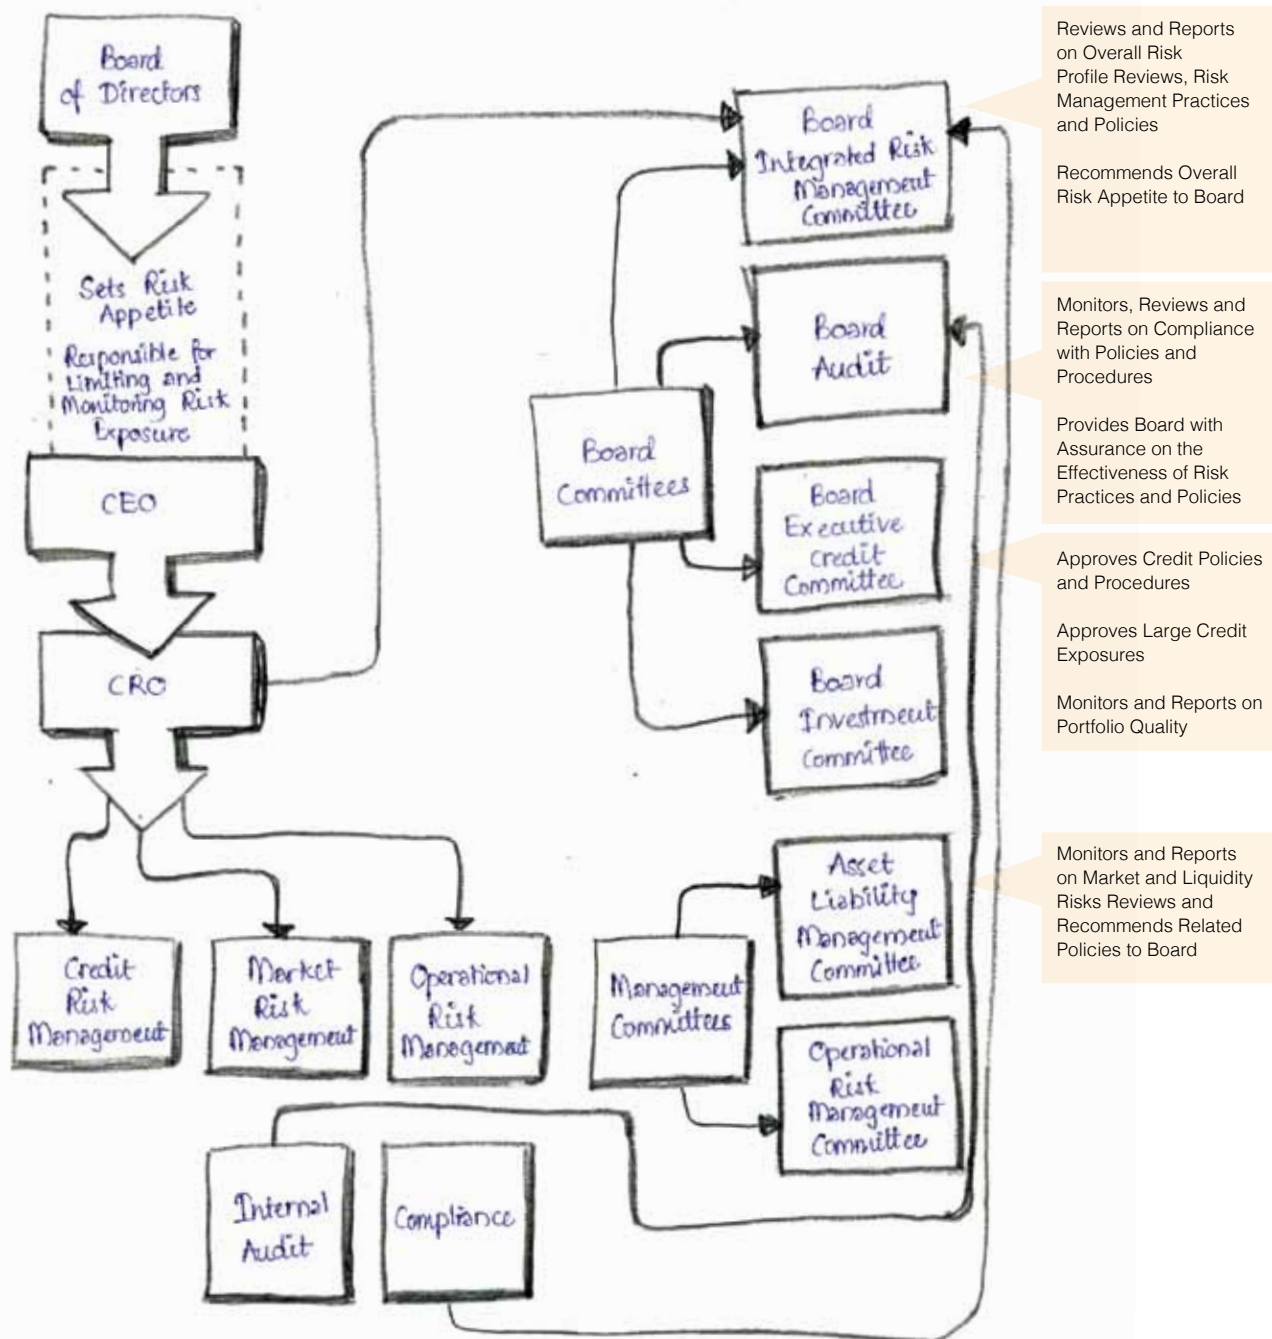 Board
of Directors
Sets Risk
Appetite
Responsible for
Limiting and
Monitoring Risk
Exposure
CEO
CRO
Credit
Risk
Management
Market
Risk
Management
Operational
Risk
Management
Internal
Audit
Compliance
Board
Committees
Board
Integrated Risk
Management
Committee
Board
Audit
Board
Executive
Credit
Committee
Board
Investment
Committee
Management
Committees
Asset
Liability
Management
Committee
Operational
Risk
Management
Committee
Reviews and Reports
on Overall Risk
Profile Reviews, Risk
Management Practices
and Policies
Recommends Overall
Risk Appetite to Board
Monitors, Reviews and
Reports on Compliance
with Policies and
Procedures
Provides Board with
Assurance on the
Effectiveness of Risk
Practices and Policies
Approves Credit Policies
and Procedures
Approves Large Credit
Exposures
Monitors and Reports on
Portfolio Quality
Monitors and Reports
on Market and Liquidity
Risks Reviews and
Recommends Related
Policies to Board